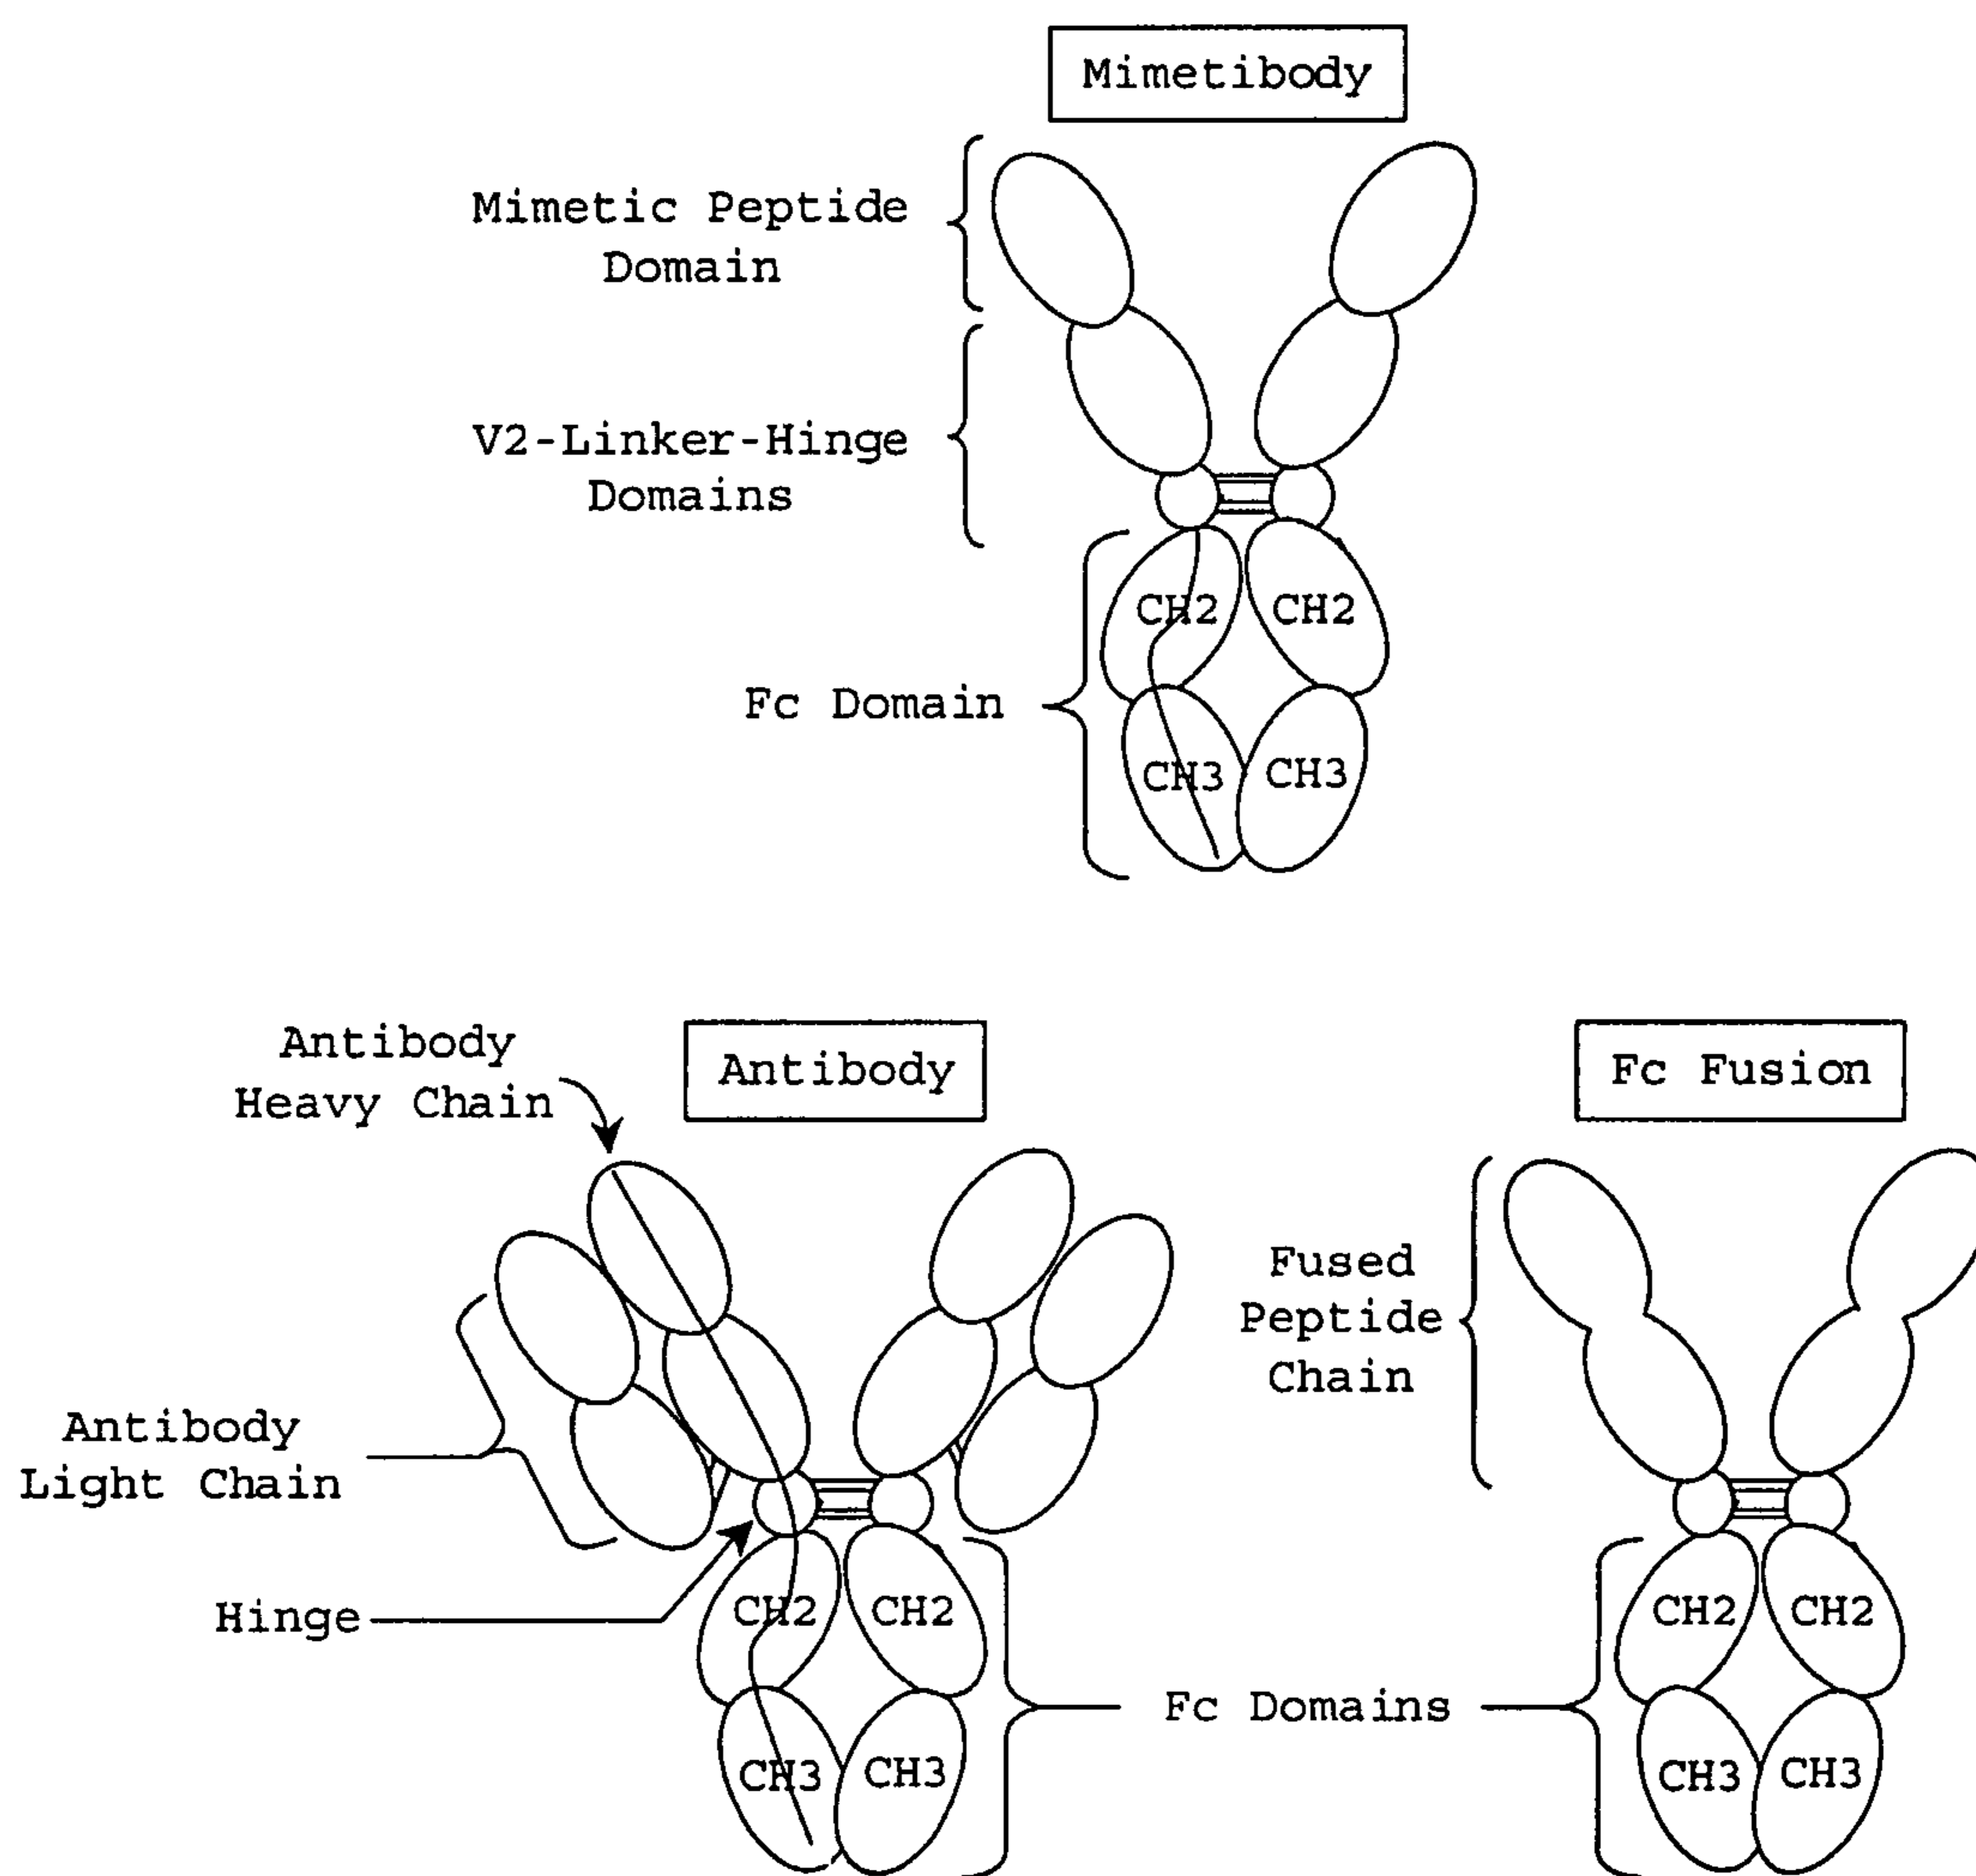 Mimetibody
Mimetic Peptide
Domain
V2-Linker-Hinge
Domains
CH2
CH2
Fc Domain
CH3
CH3
Antibody
Heavy Chain
Antibody
Fc Fusion
Fused
Peptide
Chain
Antibody
Light Chain
Hinge
CH2
CH2
CH2
CH2
Fc Domains
CH3
CH3
CH3
CH3